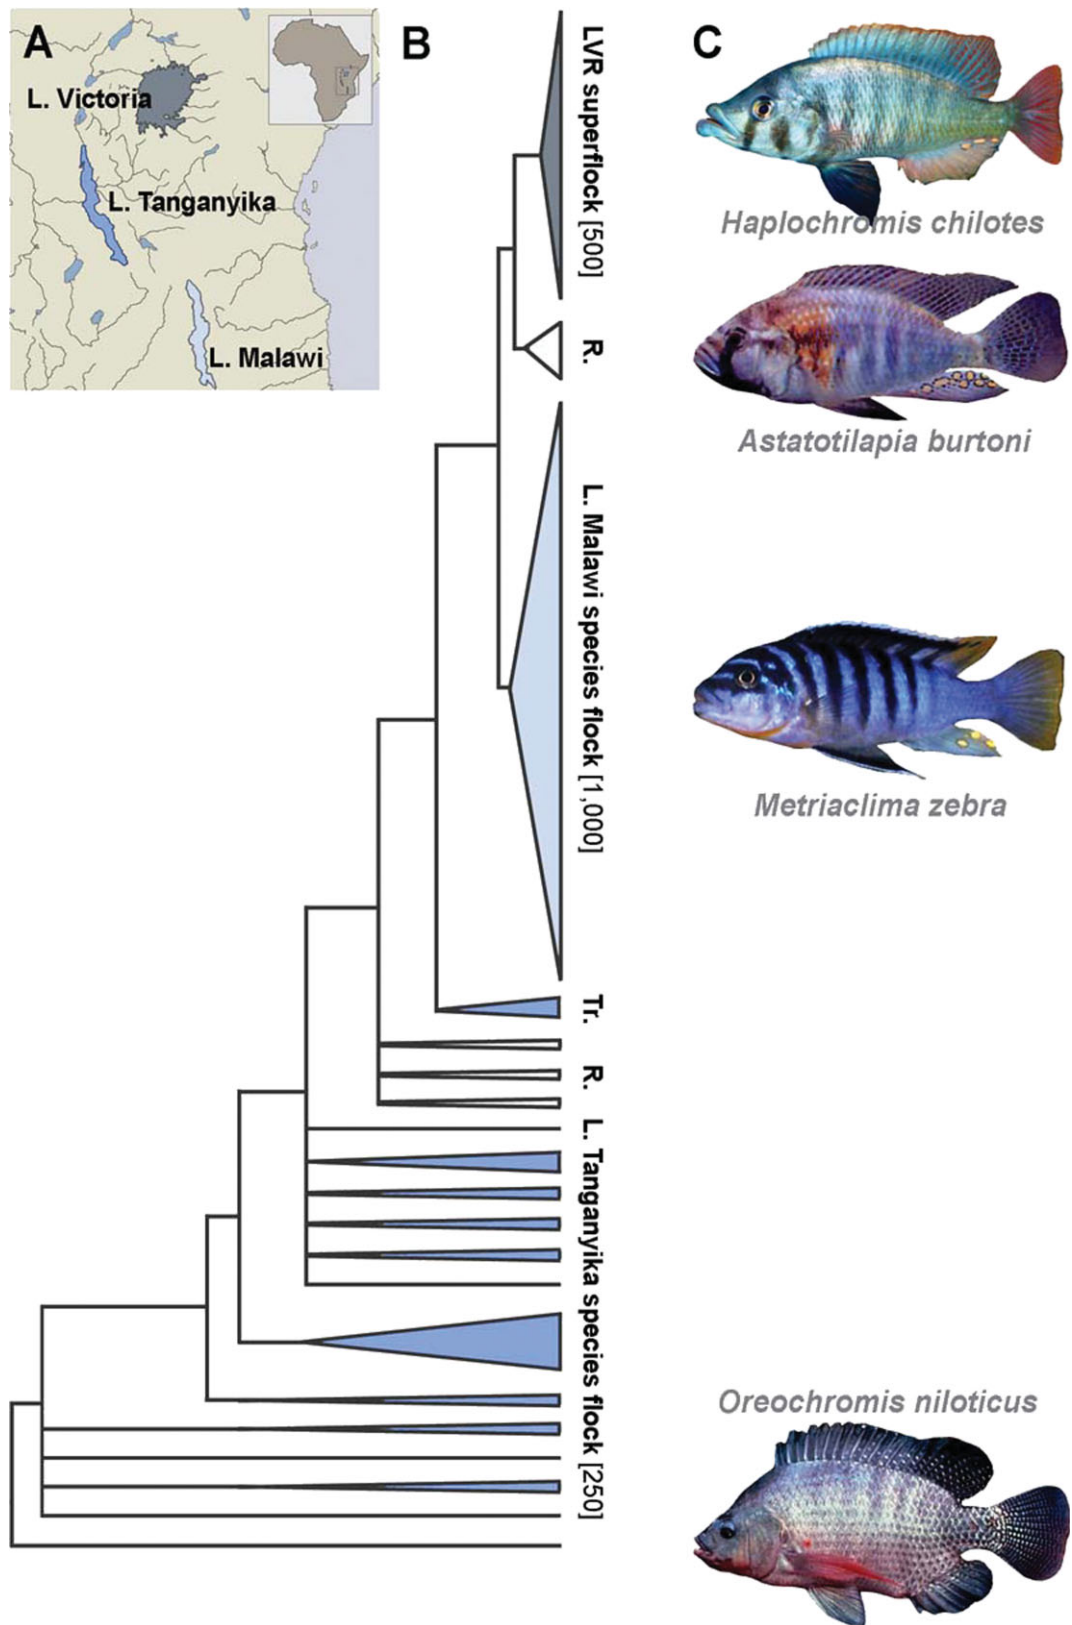 A
L. Victoria
L. Tanganyika
L. Malawi
B
LVR superflock [500]
R.
L. Malawi species flock [1,000]
Tr.
R.
L. Tanganyika species flock [250]
C
Haplochromis chilotes
Astatotilapia burtoni
Metriaclima zebra
Oreochromis niloticus